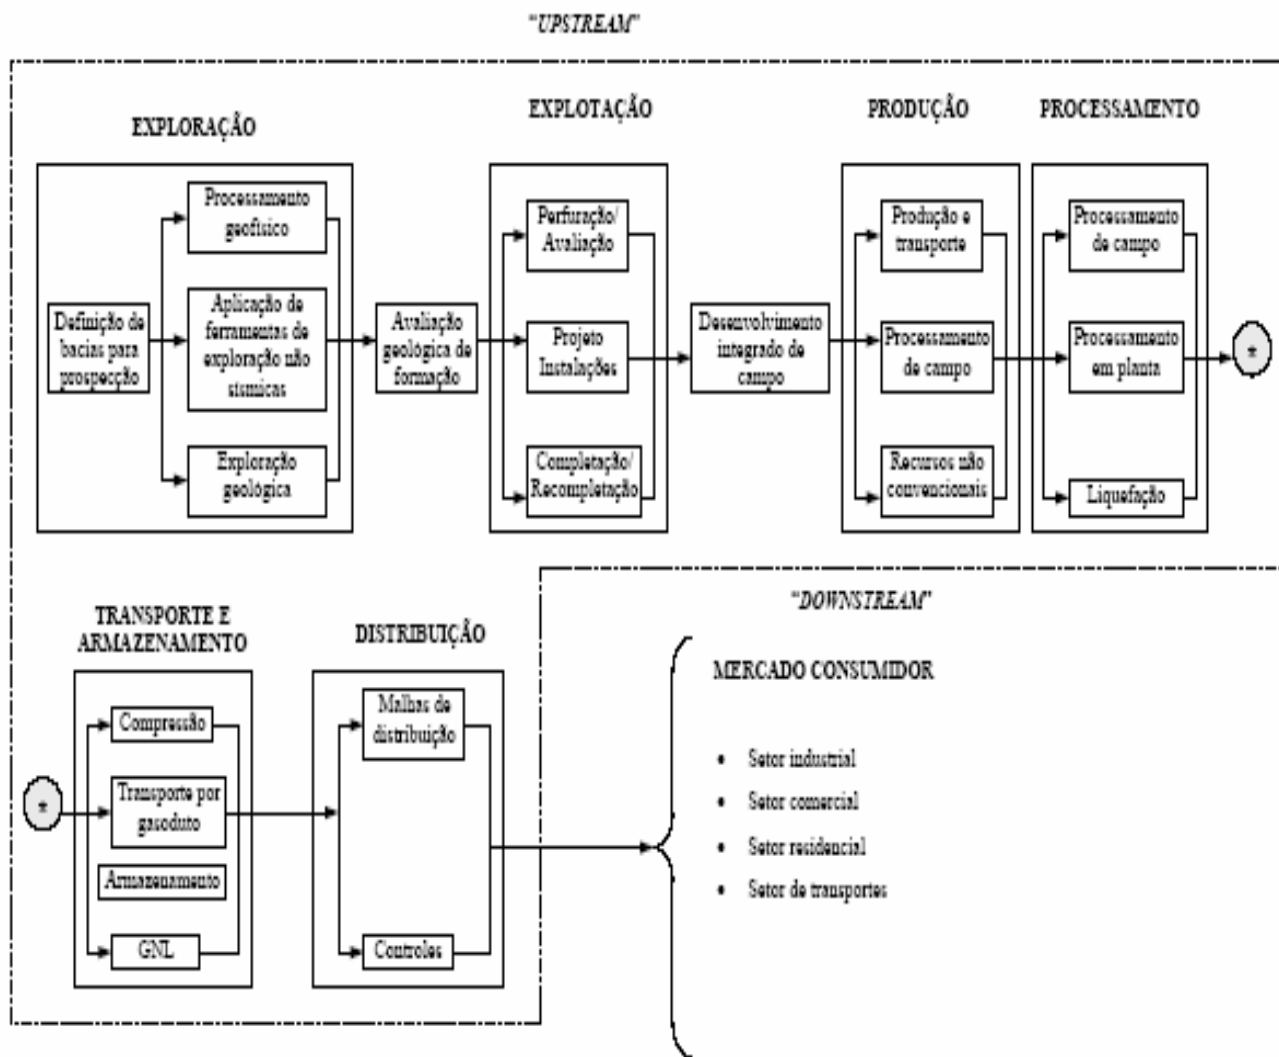 "UPSTREAM"
EXPLORAÇÃO
EXPLOTAÇÃO
PRODUÇÃO
PROCESSAMENTO
Definição de
bacias para
prospecção
Processamento
geofísico
Aplicação de
ferramentas de
exploração não
sísmicas
Exploração
geológica
Avaliação
geológica de
formação
Perfuração/
Avaliação
Projeto
Instalações
Completação/
Recompletação
Desenvolvimento
integrado de
campo
Produção e
transporte
Processamento
de campo
Recursos não
convencionais
Processamento
de campo
Processamento
em planta
Liquefação
*
TRANSPORTE E
ARMAZENAMENTO
DISTRIBUIÇÃO
*
Compressão
Transporte por
gasoduto
Armazenamento
GNL
Malhas de
distribuição
Controles
"DOWNSTREAM"
MERCADO CONSUMIDOR
• Setor industrial
• Setor comercial
• Setor residencial
• Setor de transportes